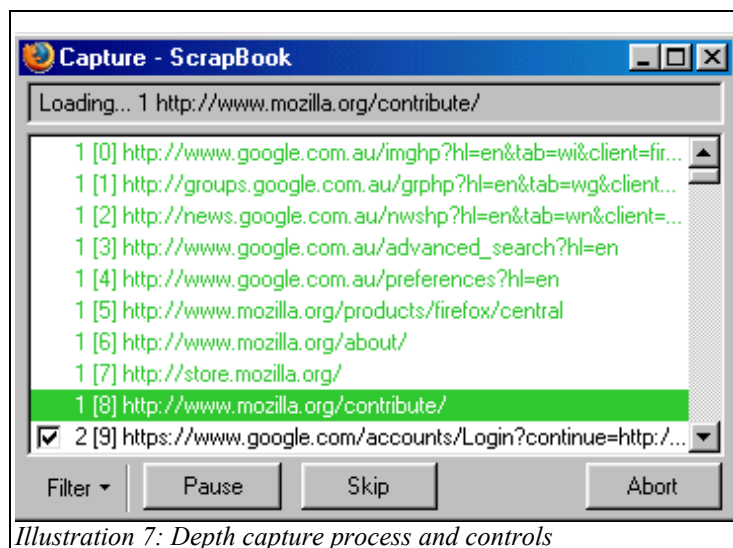 Capture - ScrapBook
Loading... 1 http://www.mozilla.org/contribute/
1 [0] http://www.google.com.au/imghp?hl=en&tab=wi&client=fir...
1 [1] http://groups.google.com.au/grphp?hl=en&tab=wg&client...
1 [2] http://news.google.com.au/nwshp?hl=en&tab=wn&client=...
1 [3] http://www.google.com.au/advanced_search?hl=en
1 [4] http://www.google.com.au/preferences?hl=en
1 [5] http://www.mozilla.org/products/firefox/central
1 [6] http://www.mozilla.org/about/
1 [7] http://store.mozilla.org/
1 [8] http://www.mozilla.org/contribute/
2 [9] https://www.google.com/accounts/Login?continue=http:/...
Filter Pause Skip Abort
Illustration 7: Depth capture process and controls